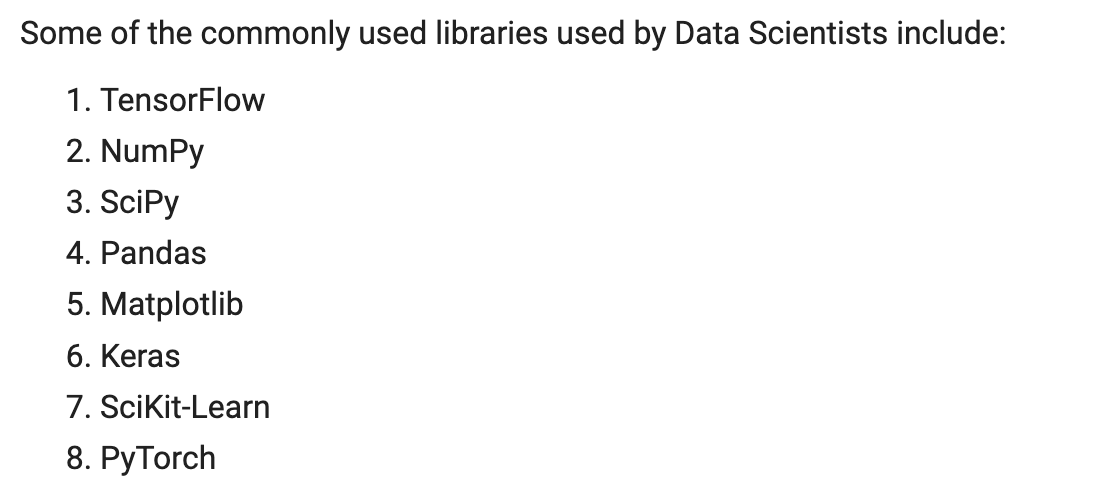 Some of the commonly used libraries used by Data Scientists include:
1. TensorFlow
2. NumPy
3. SciPy
4. Pandas
5. Matplotlib
6. Keras
7. SciKit-Learn
8. PyTorch